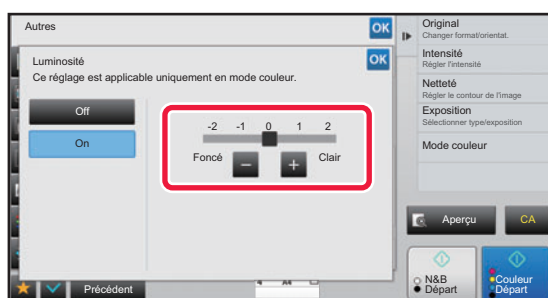 Autres
OK
Luminosité
OK
Ce réglage est applicable uniquement en mode couleur.
Off
On
-2 -1 0 1 2
Foncé − + Clair
Précédent
A4
Original
Changer format/orientat.
Intensité
Régler l'intensité
Netteté
Régler le contour de l'image
Exposition
Sélectionner type/exposition
Mode couleur
Aperçu
CA
N&B
Départ
Couleur
Départ